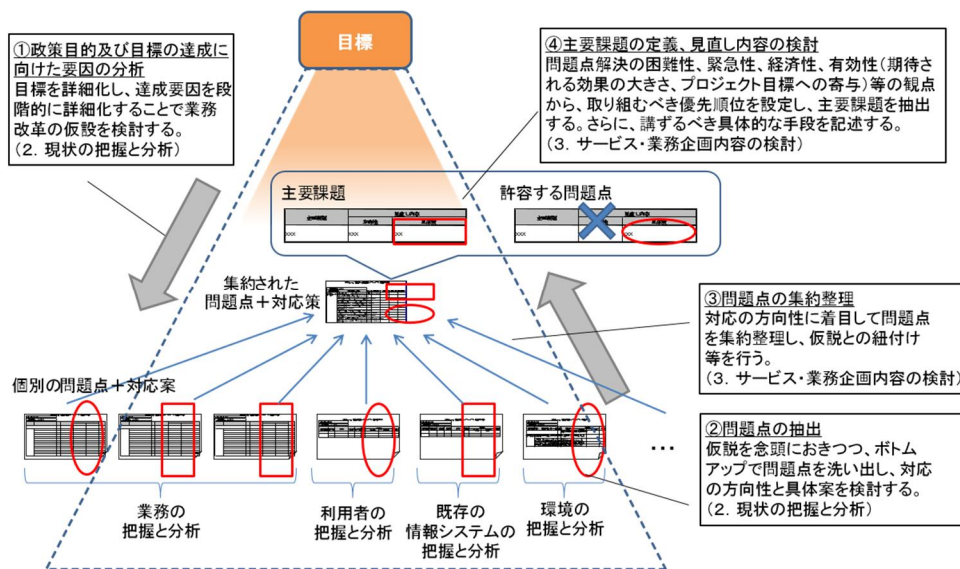 目標
①政策目的及び目標の達成に
向けた要因の分析
目標を詳細化し、達成要因を段
階的に詳細化することで業務
改革の仮設を検討する。
(2. 現状の把握と分析)
④主要課題の定義、見直し内容の検討
問題点解決の困難性、緊急性、経済性、有効性(期待さ
れる効果の大きさ、プロジェクト目標への寄与)等の観点
から、取り組むべき優先順位を設定し、主要課題を抽出
する。さらに、講ずるべき具体的な手段を記述する。
(3. サービス・業務企画内容の検討)
主要課題
許容する問題点
xxx
xxx
xx
xxx
xx
集約された
問題点+対応策
③問題点の集約整理
対応の方向性に着目して問題点
を集約整理し、仮説との紐付け
等を行う。
(3. サービス・業務企画内容の検討)
個別の問題点+対応案
②問題点の抽出
仮説を念頭におきつつ、ボトム
アップで問題点を洗い出し、対応
の方向性と具体案を検討する。
(2. 現状の把握と分析)
…
業務の
把握と分析
利用者の
把握と分析
既存の
情報システムの
把握と分析
環境の
把握と分析